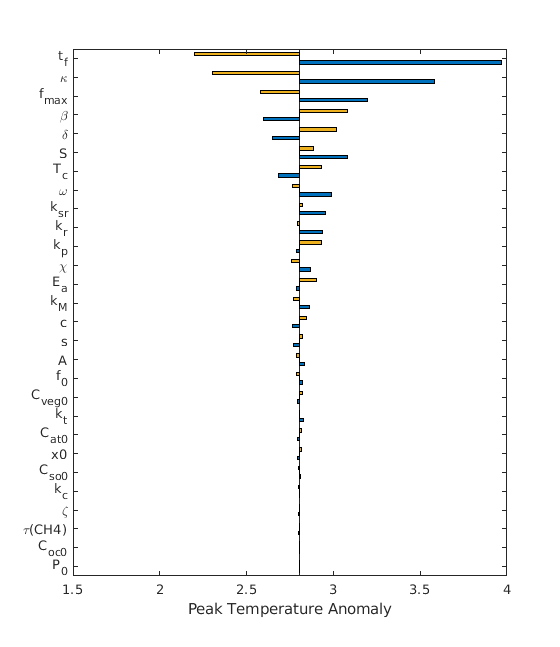 t_f
κ
f_max
β
δ
S
T_c
ω
k_sr
k_r
k_p
χ
E_a
k_M
c
s
A
f_0
C_veg0
k_t
C_at0
x0
C_so0
k_c
ζ
τ(CH4)
C_oc0
P_0
1.5 2 2.5 3 3.5 4
Peak Temperature Anomaly